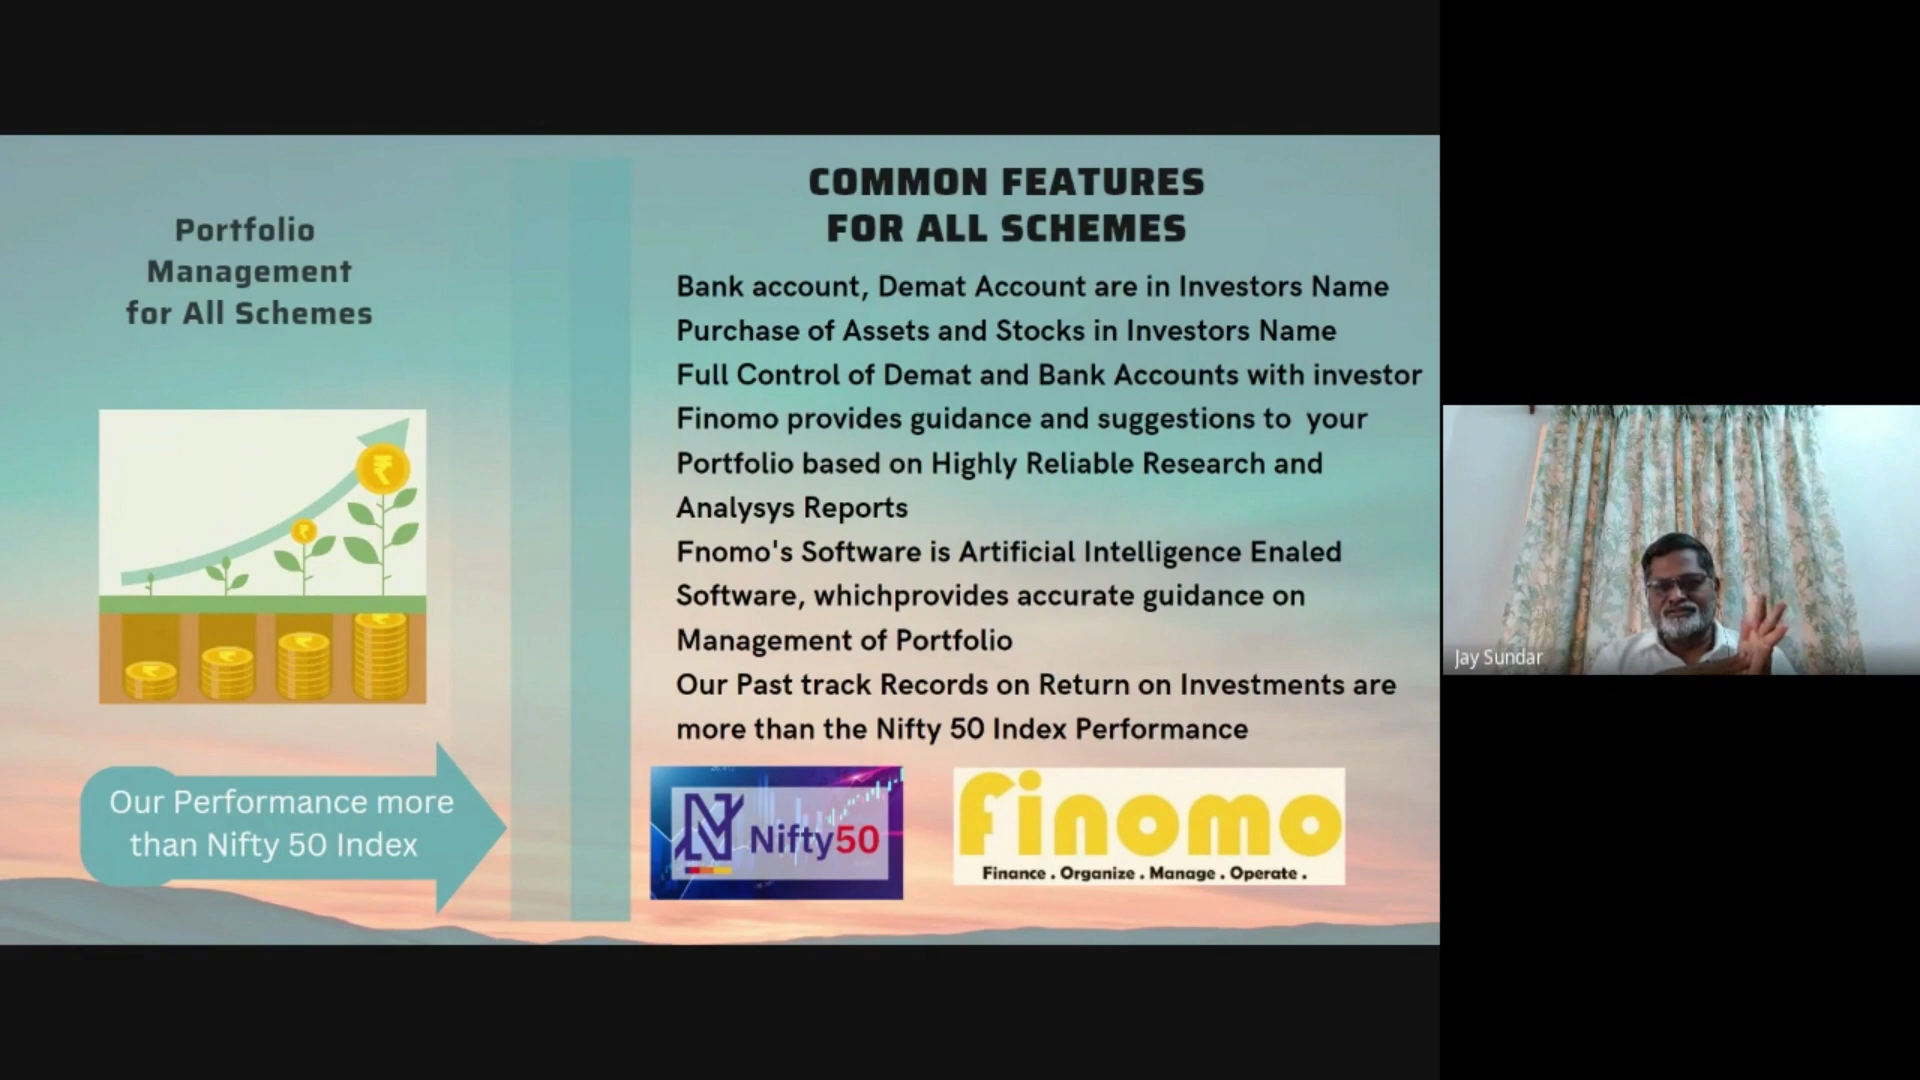 Portfolio
Management
for All Schemes
Our Performance more
than Nifty 50 Index
COMMON FEATURES
FOR ALL SCHEMES
Bank account, Demat Account are in Investors Name
Purchase of Assets and Stocks in Investors Name
Full Control of Demat and Bank Accounts with investor
Finomo provides guidance and suggestions to your
Portfolio based on Highly Reliable Research and
Analysys Reports
Fnomo's Software is Artificial Intelligence Enaled
Software, whichprovides accurate guidance on
Management of Portfolio
Our Past track Records on Return on Investments are
more than the Nifty 50 Index Performance
Nifty50
Finomo
Finance . Organize . Manage . Operate .
Jay Sundar